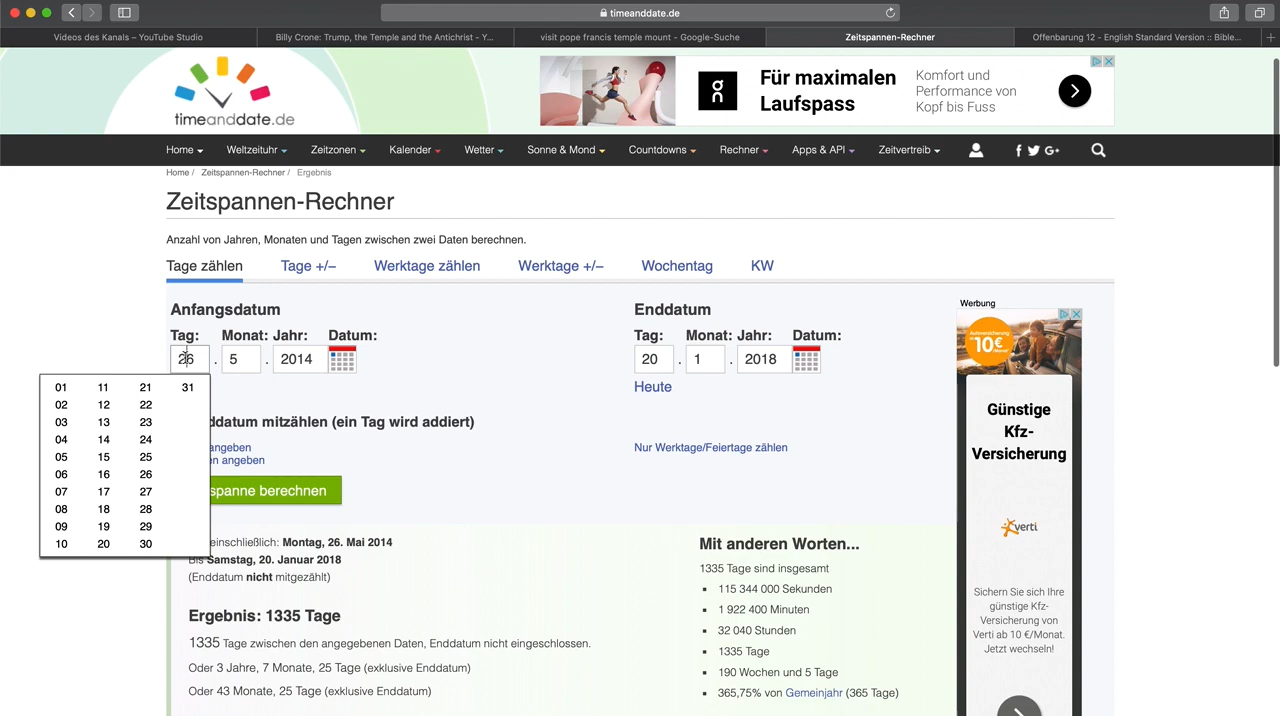 timeanddate.de
Videos des Kanals – YouTube Studio
Billy Crone: Trump, the Temple and the Antichrist - Y...
visit pope francis temple mount - Google-Suche
Zeitspannen-Rechner
Offenbarung 12 - English Standard Version :: Bible...
timeanddate.de
Für maximalen
Laufspass
Komfort und
Performance von
Kopf bis Fuss
Home
Weltzeituhr
Zeitzonen
Kalender
Wetter
Sonne & Mond
Countdowns
Rechner
Apps & API
Zeitvertreib
Home / Zeitspannen-Rechner / Ergebnis
Zeitspannen-Rechner
Anzahl von Jahren, Monaten und Tagen zwischen zwei Daten berechnen.
Tage zählen
Tage +/–
Werktage zählen
Werktage +/–
Wochentag
KW
Anfangsdatum
Tag: Monat: Jahr: Datum:
26 . 5 . 2014
01 11 21 31
02 12 22
03 13 23
04 14 24
05 15 25
06 16 26
07 17 27
08 18 28
09 19 29
10 20 30
Enddatum
Tag: Monat: Jahr: Datum:
20 . 1 . 2018
Heute
ddatum mitzählen (ein Tag wird addiert)
angeben
n angeben
Nur Werktage/Feiertage zählen
spanne berechnen
einschließlich: Montag, 26. Mai 2014
Bis Samstag, 20. Januar 2018
(Enddatum nicht mitgezählt)
Ergebnis: 1335 Tage
1335 Tage zwischen den angegebenen Daten, Enddatum nicht eingeschlossen.
Oder 3 Jahre, 7 Monate, 25 Tage (exklusive Enddatum)
Oder 43 Monate, 25 Tage (exklusive Enddatum)
Mit anderen Worten...
1335 Tage sind insgesamt
115 344 000 Sekunden
1 922 400 Minuten
32 040 Stunden
1335 Tage
190 Wochen und 5 Tage
365,75% von Gemeinjahr (365 Tage)
Werbung
10€
Günstige
Kfz-
Versicherung
verti
Sichern Sie sich Ihre
günstige Kfz-
Versicherung von
Verti ab 10 €/Monat.
Jetzt wechseln!